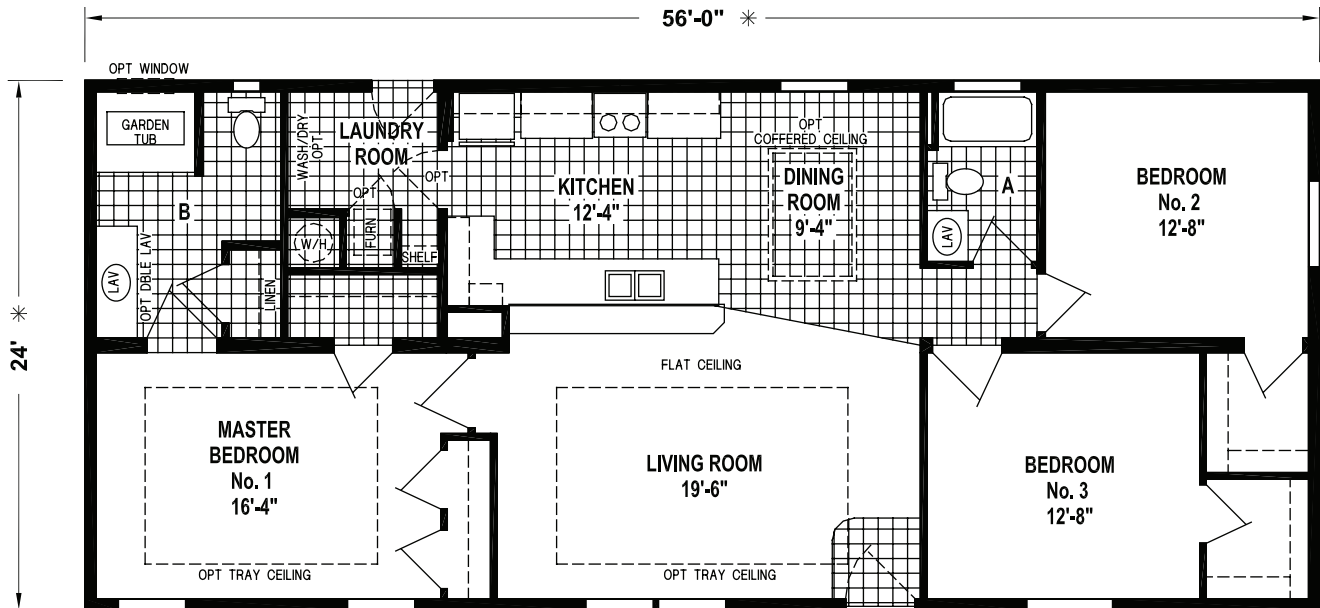 56'-0" ✳
24' ✳
OPT WINDOW
GARDEN
TUB
B
LAV
OPT DBLE LAV
LINEN
WASH/DRY
OPT
LAUNDRY
ROOM
OPT
OPT
W/H
FURN
SHELF
KITCHEN
12'-4"
OPT
COFFERED CEILING
DINING
ROOM
9'-4"
A
LAV
BEDROOM
No. 2
12'-8"
MASTER
BEDROOM
No. 1
16'-4"
OPT TRAY CEILING
FLAT CEILING
LIVING ROOM
19'-6"
OPT TRAY CEILING
BEDROOM
No. 3
12'-8"